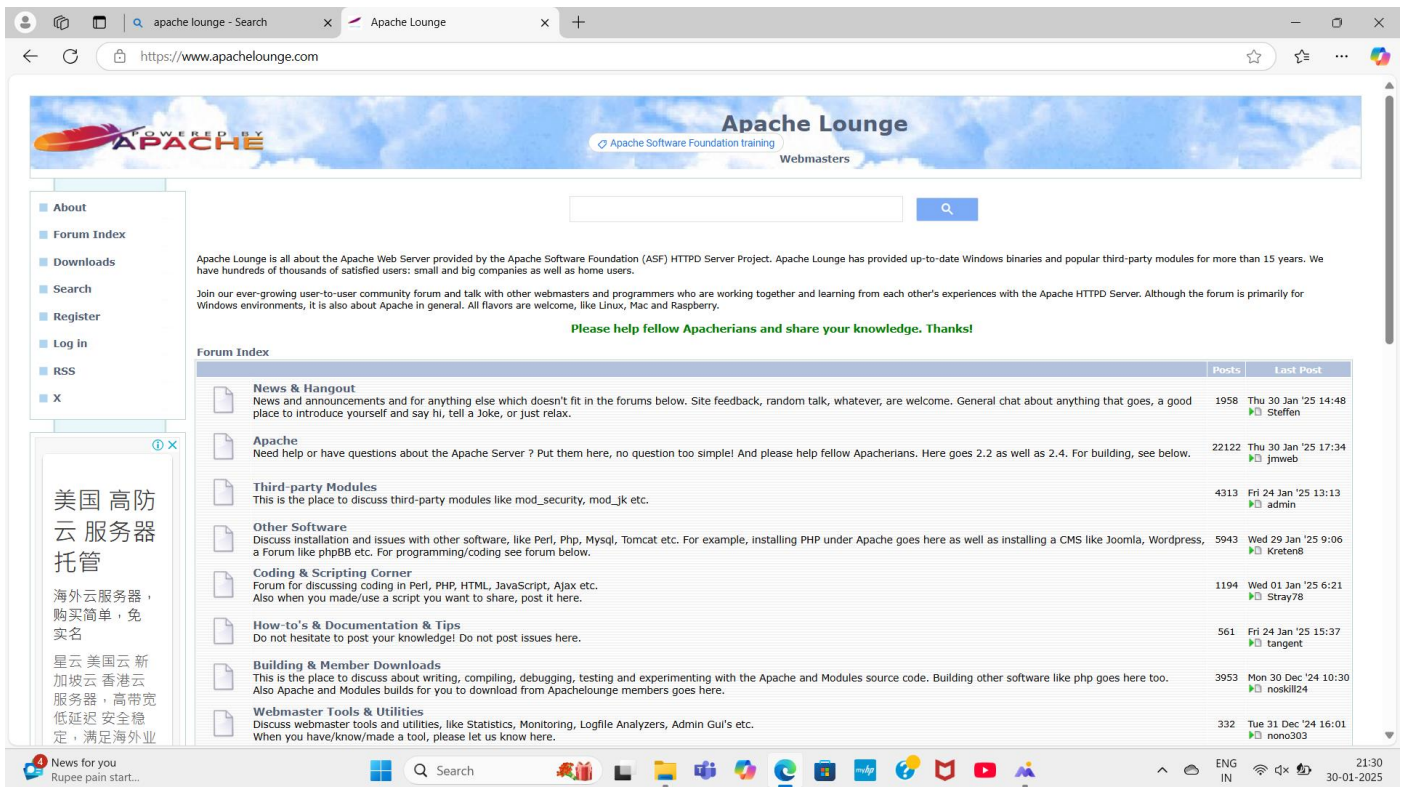 apache lounge - Search
Apache Lounge
https://www.apachelounge.com
POWERED BY
APACHE
Apache Lounge
Apache Software Foundation training
Webmasters
About
Forum Index
Downloads
Search
Register
Log in
RSS
X
Apache Lounge is all about the Apache Web Server provided by the Apache Software Foundation (ASF) HTTPD Server Project. Apache Lounge has provided up-to-date Windows binaries and popular third-party modules for more than 15 years. We
have hundreds of thousands of satisfied users: small and big companies as well as home users.
Join our ever-growing user-to-user community forum and talk with other webmasters and programmers who are working together and learning from each other's experiences with the Apache HTTPD Server. Although the forum is primarily for
Windows environments, it is also about Apache in general. All flavors are welcome, like Linux, Mac and Raspberry.
Please help fellow Apacherians and share your knowledge. Thanks!
Forum Index
Posts Last Post
News & Hangout
News and announcements and for anything else which doesn't fit in the forums below. Site feedback, random talk, whatever, are welcome. General chat about anything that goes, a good
place to introduce yourself and say hi, tell a Joke, or just relax.
1958 Thu 30 Jan '25 14:48
Steffen
Apache
Need help or have questions about the Apache Server ? Put them here, no question too simple! And please help fellow Apacherians. Here goes 2.2 as well as 2.4. For building, see below.
22122 Thu 30 Jan '25 17:34
jmweb
Third-party Modules
This is the place to discuss third-party modules like mod_security, mod_jk etc.
4313 Fri 24 Jan '25 13:13
admin
Other Software
Discuss installation and issues with other software, like Perl, Php, Mysql, Tomcat etc. For example, installing PHP under Apache goes here as well as installing a CMS like Joomla, Wordpress,
a Forum like phpBB etc. For programming/coding see forum below.
5943 Wed 29 Jan '25 9:06
Kreten8
Coding & Scripting Corner
Forum for discussing coding in Perl, PHP, HTML, JavaScript, Ajax etc.
Also when you made/use a script you want to share, post it here.
1194 Wed 01 Jan '25 6:21
Stray78
How-to's & Documentation & Tips
Do not hesitate to post your knowledge! Do not post issues here.
561 Fri 24 Jan '25 15:37
tangent
Building & Member Downloads
This is the place to discuss about writing, compiling, debugging, testing and experimenting with the Apache and Modules source code. Building other software like php goes here too.
Also Apache and Modules builds for you to download from Apachelounge members goes here.
3953 Mon 30 Dec '24 10:30
noskill24
Webmaster Tools & Utilities
Discuss webmaster tools and utilities, like Statistics, Monitoring, Logfile Analyzers, Admin Gui's etc.
When you have/know/made a tool, please let us know here.
332 Tue 31 Dec '24 16:01
nono303
美国 高防
云 服务器
托管
海外云服务器，
购买简单，免
实名
星云 美国云 新
加坡云 香港云
服务器，高带宽
低延迟 安全稳
定，满足海外业
4
News for you
Rupee pain start...
Search
myhp
ENG
IN
21:30
30-01-2025